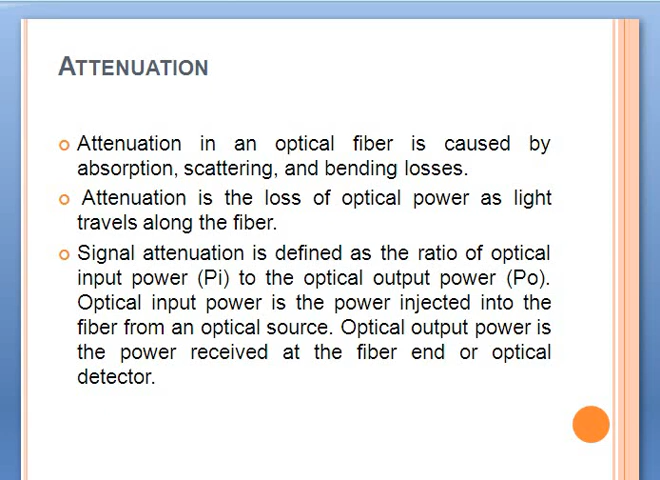 ATTENUATION
Attenuation in an optical fiber is caused by
absorption, scattering, and bending losses.
Attenuation is the loss of optical power as light
travels along the fiber.
Signal attenuation is defined as the ratio of optical
input power (Pi) to the optical output power (Po).
Optical input power is the power injected into the
fiber from an optical source. Optical output power is
the power received at the fiber end or optical
detector.